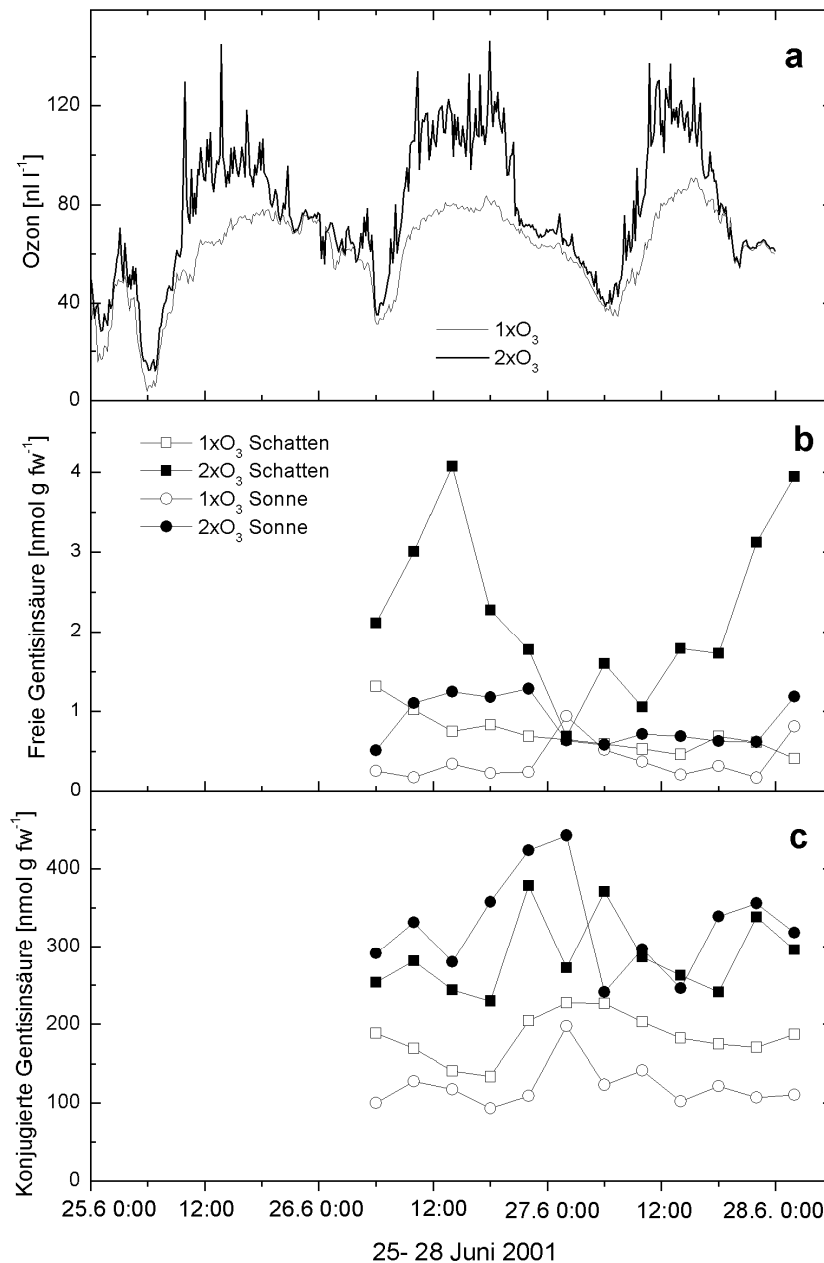 a
120
80
40
0
Ozon [nl l⁻¹]
1xO₃
2xO₃
b
1xO₃ Schatten
2xO₃ Schatten
1xO₃ Sonne
2xO₃ Sonne
4
3
2
1
0
Freie Gentisinsäure [nmol g fw⁻¹]
c
400
300
200
100
0
Konjugierte Gentisinsäure [nmol g fw⁻¹]
25.6 0:00 12:00 26.6 0:00 12:00 27.6 0:00 12:00 28.6. 0:00
25- 28 Juni 2001